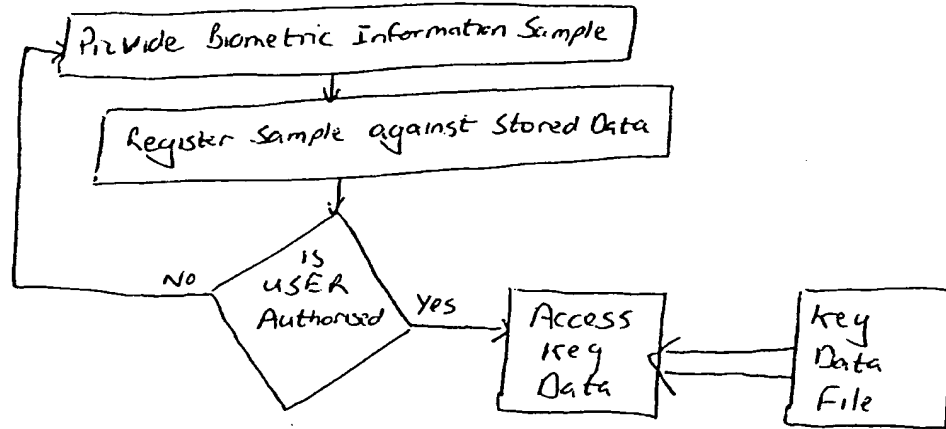 Provide Biometric Information Sample
Register Sample against Stored Data
Is
USER
Authorised
No
Yes
Access
Key
Data
Key
Data
File